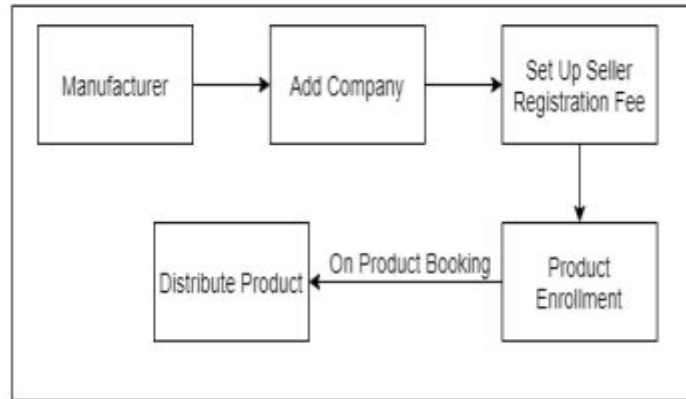 Manufacturer
Add Company
Set Up Seller
Registration Fee
Distribute Product
On Product Booking
Product
Enrollment